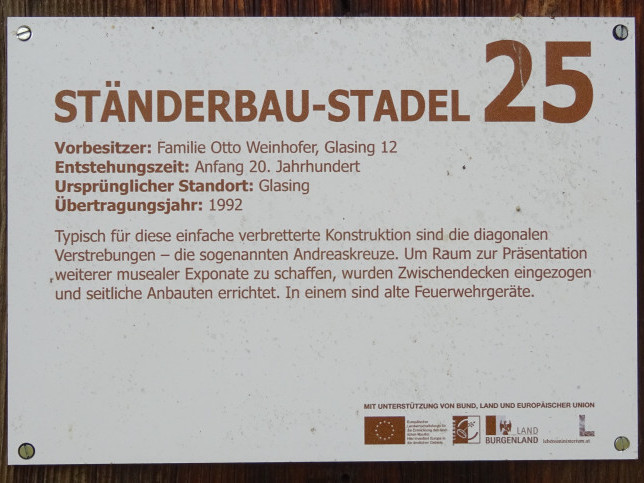 STÄNDERBAU-STADEL 25
Vorbesitzer: Familie Otto Weinhofer, Glasing 12
Entstehungszeit: Anfang 20. Jahrhundert
Ursprünglicher Standort: Glasing
Übertragungsjahr: 1992
Typisch für diese einfache verbretterte Konstruktion sind die diagonalen
Verstrebungen – die sogenannten Andreaskreuze. Um Raum zur Präsentation
weiterer musealer Exponate zu schaffen, wurden Zwischendecken eingezogen
und seitliche Anbauten errichtet. In einem sind alte Feuerwehrgeräte.
MIT UNTERSTÜTZUNG VON BUND, LAND UND EUROPÄISCHER UNION
LAND
BURGENLAND
lebensministerium.at